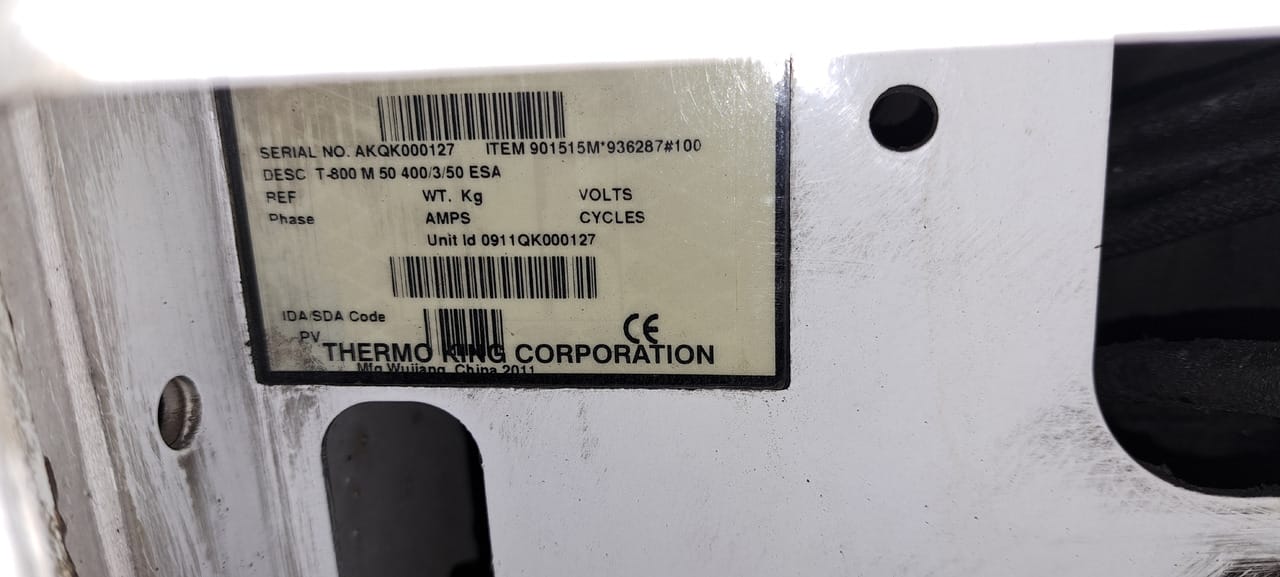 SERIAL NO. AKQK000127 ITEM 901515M*936287#100
DESC T-800 M 50 400/3/50 ESA
REF WT. Kg VOLTS
Phase AMPS CYCLES
Unit Id 0911QK000127
IDA/SDA Code
PV
CE
THERMO KING CORPORATION
Mfg Wujiang, China 2011